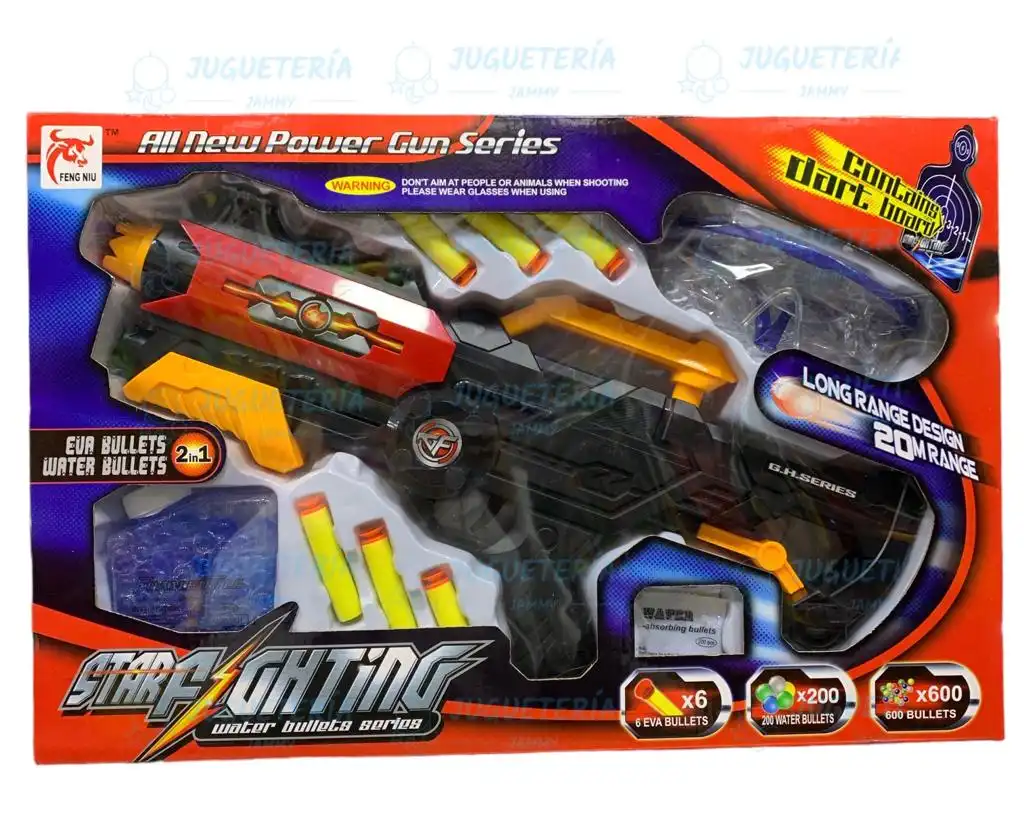 JUGUETERÍA JUGUETERÍA JUGUETERÍA
JAMMY JAMMY JAMMY
FENG NIU
TM
All New Power Gun Series
WARNING
DON'T AIM AT PEOPLE OR ANIMALS WHEN SHOOTING
PLEASE WEAR GLASSES WHEN USING
Contains
dart board
LONG RANGE DESIGN
20M RANGE
G.H.SERIES
EVA BULLETS
WATER BULLETS
2in1
WAFER
-absorbing bullets
STAR FIGHTING
water bullets series
x6
6 EVA BULLETS
x200
200 WATER BULLETS
x600
600 BULLETS